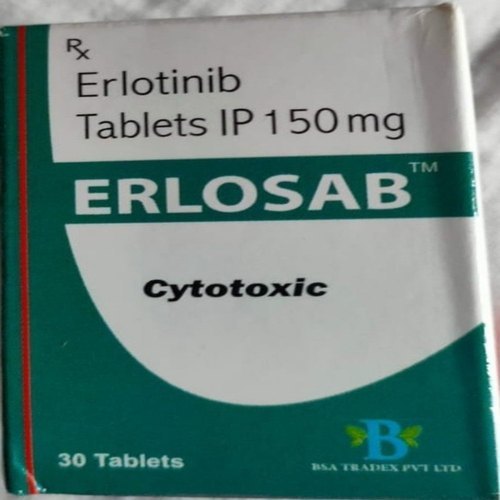 Rx
Erlotinib
Tablets IP 150 mg
ERLOSAB™
Cytotoxic
30 Tablets
B
BSA TRADEX PVT LTD